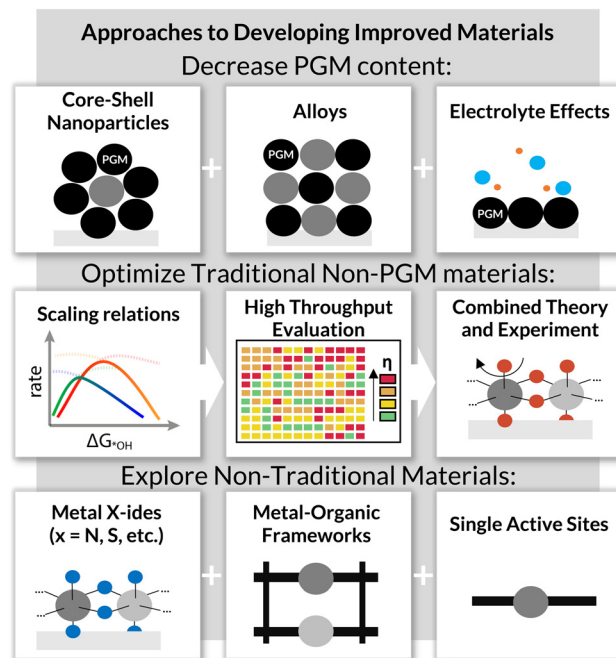 Approaches to Developing Improved Materials
Decrease PGM content:
Core-Shell
Nanoparticles
PGM
+
Alloys
PGM
+
Electrolyte Effects
PGM
Optimize Traditional Non-PGM materials:
Scaling relations
rate
ΔG*OH
High Throughput
Evaluation
η
Combined Theory
and Experiment
...
...
Explore Non-Traditional Materials:
Metal X-ides
(x = N, S, etc.)
...
...
+
Metal-Organic
Frameworks
+
Single Active Sites